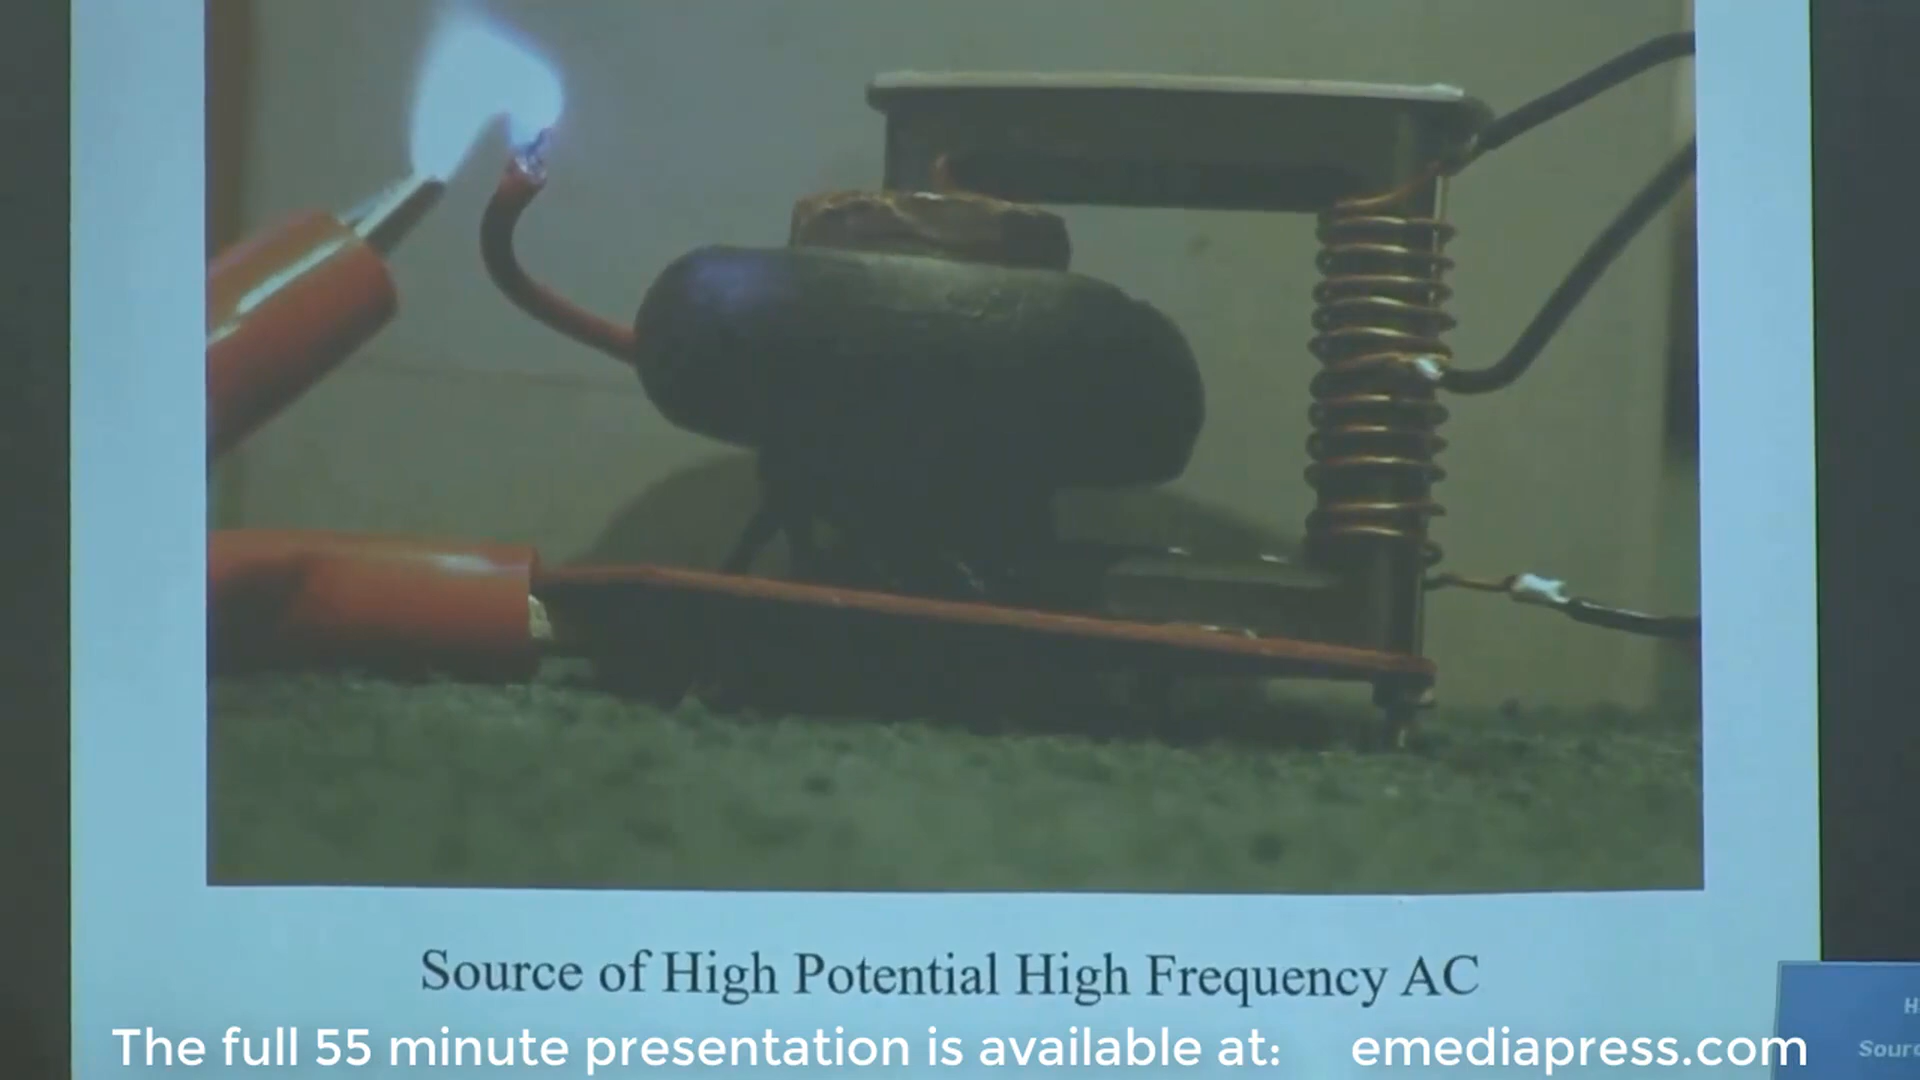 Source of High Potential High Frequency AC
The full 55 minute presentation is available at: emediapress.com